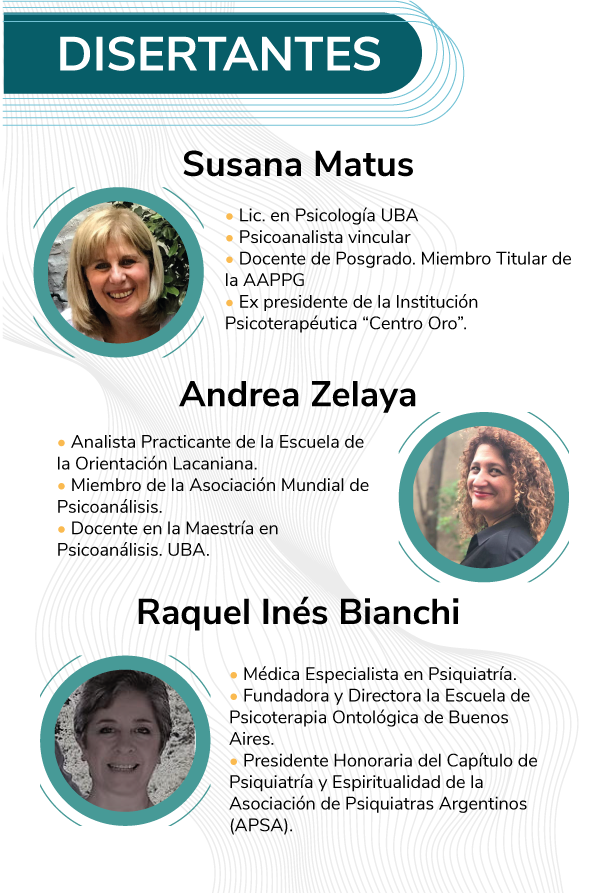 DISERTANTES
Susana Matus
• Lic. en Psicología UBA
• Psicoanalista vincular
• Docente de Posgrado. Miembro Titular de
la AAPPG
• Ex presidente de la Institución
Psicoterapéutica “Centro Oro”.
Andrea Zelaya
• Analista Practicante de la Escuela de
la Orientación Lacaniana.
• Miembro de la Asociación Mundial de
Psicoanálisis.
• Docente en la Maestría en
Psicoanálisis. UBA.
Raquel Inés Bianchi
• Médica Especialista en Psiquiatría.
• Fundadora y Directora la Escuela de
Psicoterapia Ontológica de Buenos
Aires.
• Presidente Honoraria del Capítulo de
Psiquiatría y Espiritualidad de la
Asociación de Psiquiatras Argentinos
(APSA).